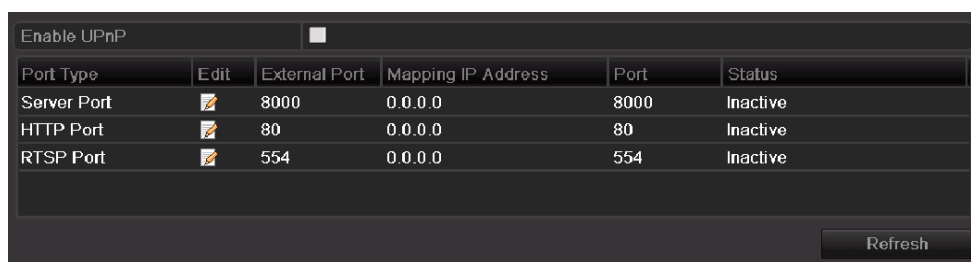 Enable UPnP
Port Type Edit External Port Mapping IP Address Port Status
Server Port 8000 0.0.0.0 8000 Inactive
HTTP Port 80 0.0.0.0 80 Inactive
RTSP Port 554 0.0.0.0 554 Inactive
Refresh